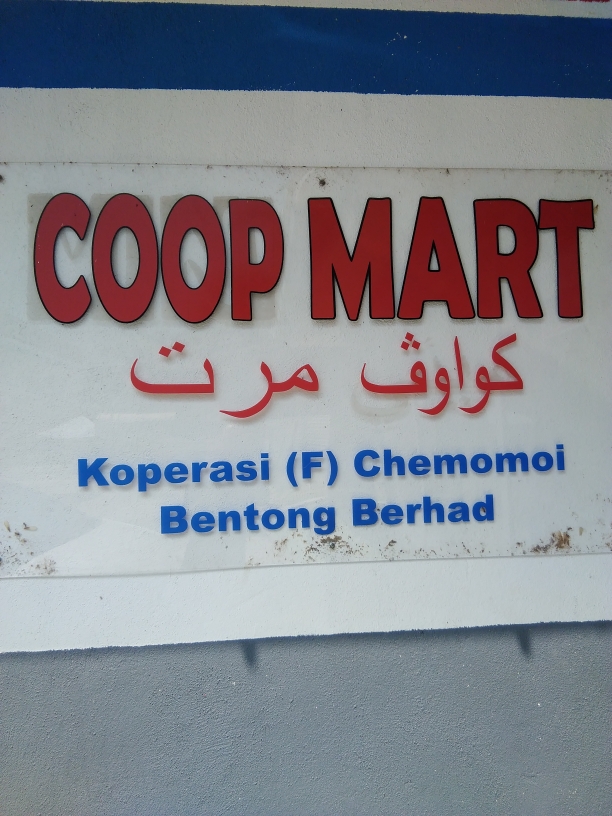 COOP MART
كواوڤ مرت
Koperasi (F) Chemomoi
Bentong Berhad